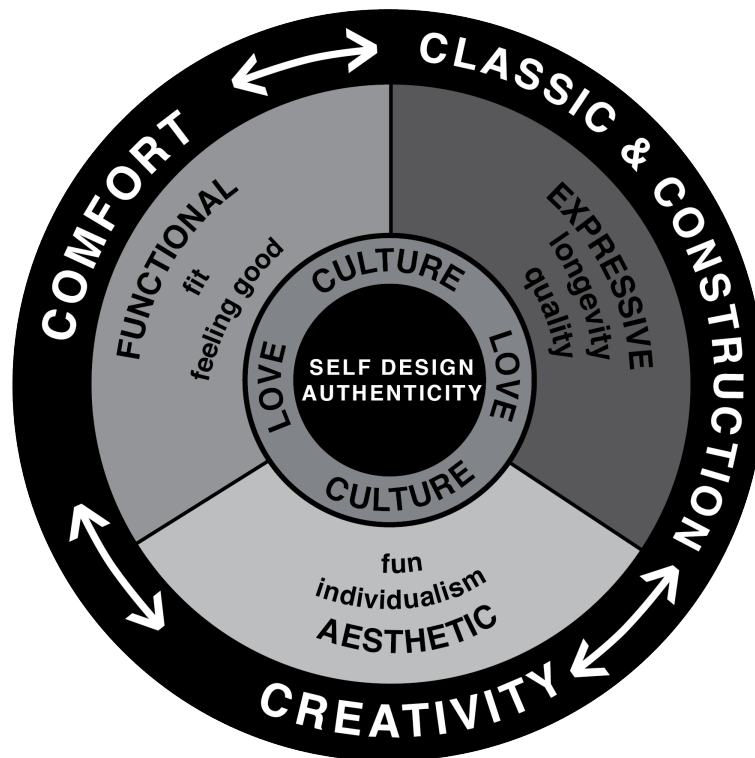 COMFORT
CLASSIC & CONSTRUCTION
CREATIVITY
FUNCTIONAL
fit
feeling good
EXPRESSIVE
longevity
quality
fun
individualism
AESTHETIC
CULTURE
LOVE
CULTURE
LOVE
SELF DESIGN
AUTHENTICITY